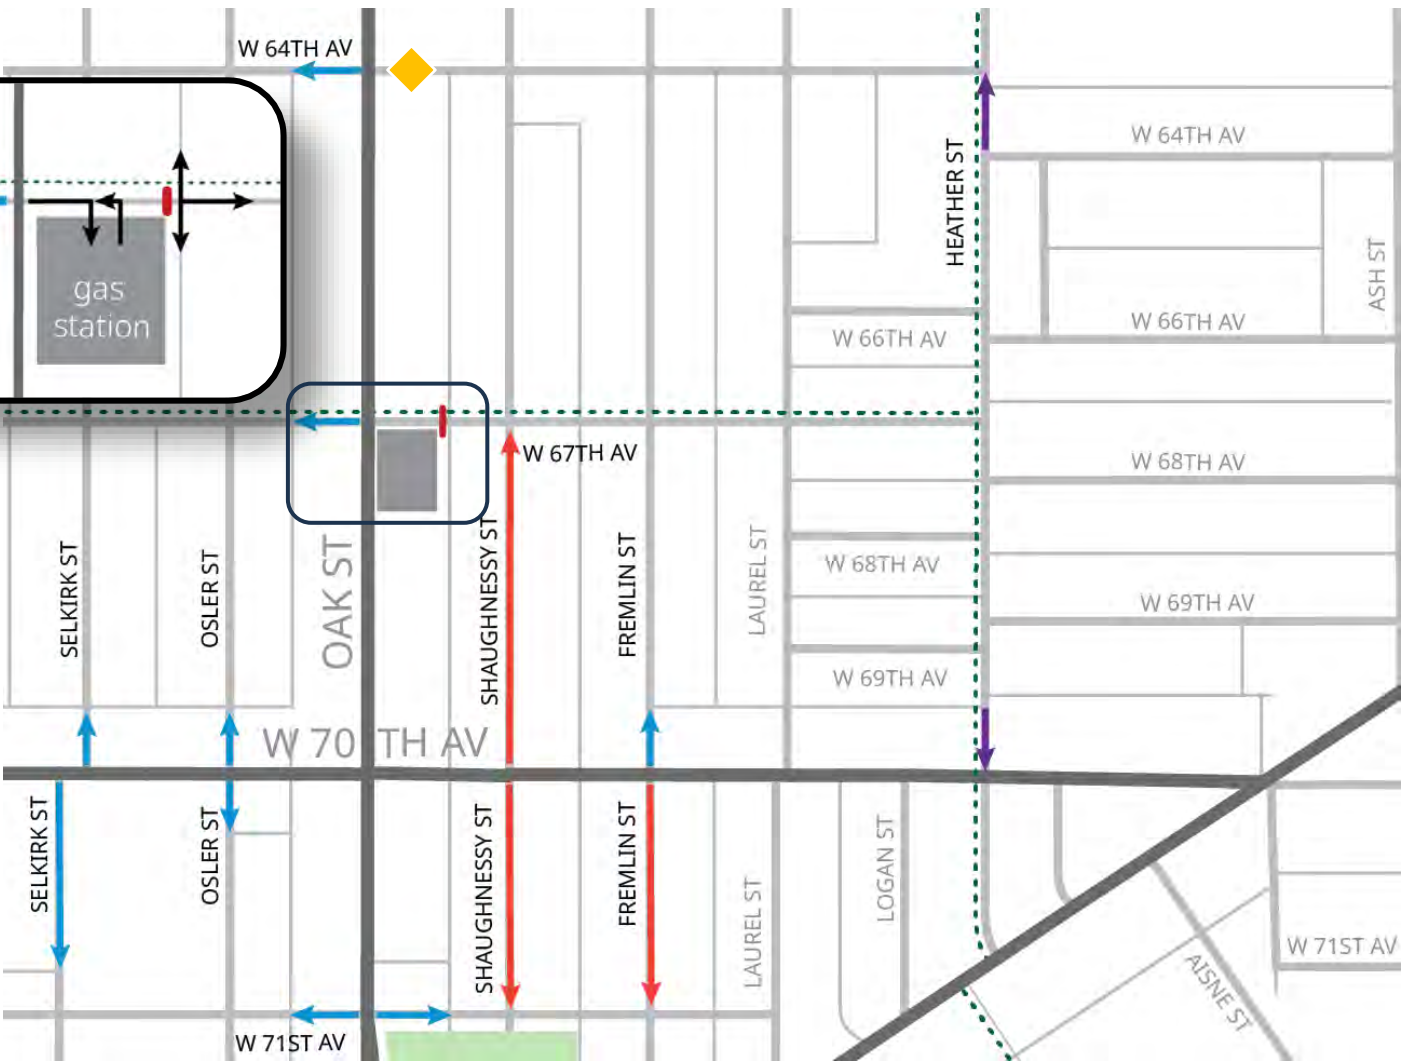 W 64TH AV
HEATHER ST
W 64TH AV
ASH ST
gas
station
W 66TH AV
W 66TH AV
W 67TH AV
W 68TH AV
SELKIRK ST
OSLER ST
OAK ST
SHAUGHNESSY ST
FREMLIN ST
LAUREL ST
W 68TH AV
W 69TH AV
W 69TH AV
W 70TH AV
SELKIRK ST
OSLER ST
SHAUGHNESSY ST
FREMLIN ST
LAUREL ST
LOGAN ST
AISNE ST
W 71ST AV
W 71ST AV